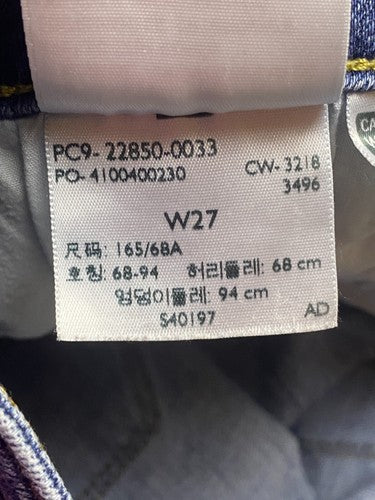 PC9- 22850-0033
PO- 4100400230 CW- 3218
3496
W27
尺码: 165/68A
호칭: 68-94 허리둘레: 68 cm
엉덩이둘레: 94 cm
S40197
AD
CA